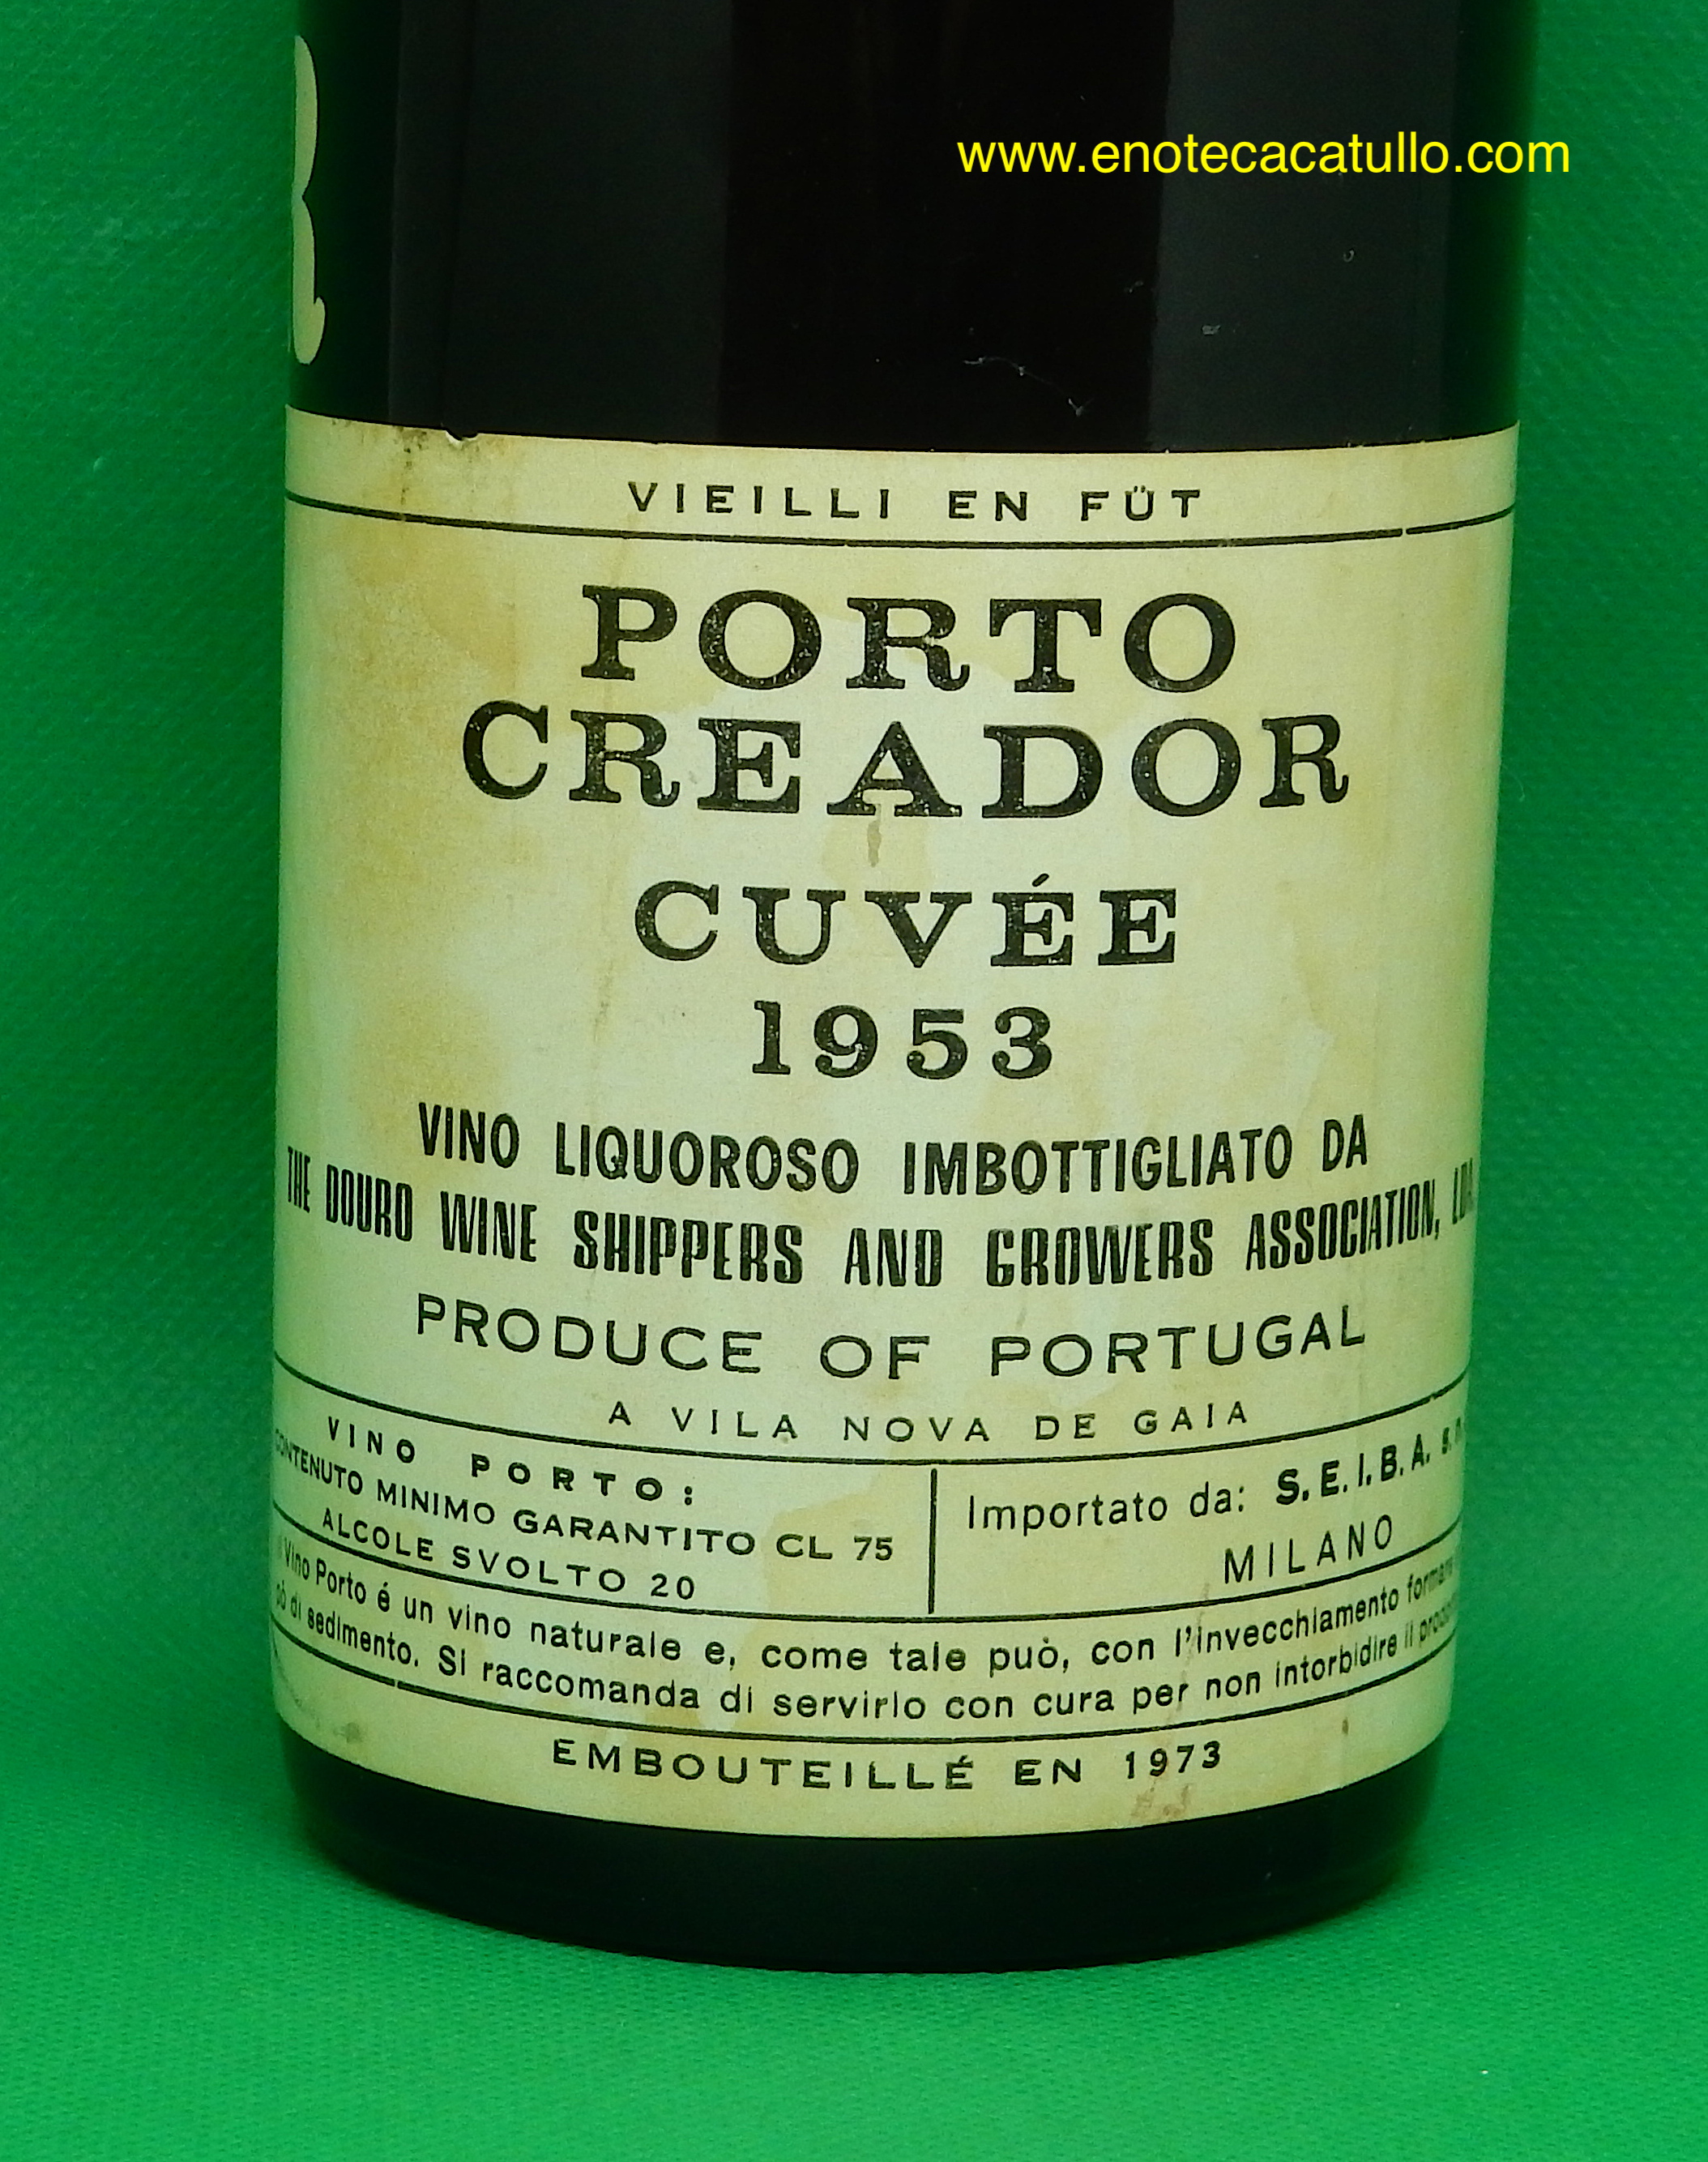 www.enotecacatullo.com
VIEILLI EN FÜT
PORTO
CREADOR
CUVÉE
1953
VINO LIQUOROSO IMBOTTIGLIATO DA
THE DOURO WINE SHIPPERS AND GROWERS ASSOCIATION, LDA
PRODUCE OF PORTUGAL
A VILA NOVA DE GAIA
VINO PORTO:
CONTENUTO MINIMO GARANTITO CL 75
ALCOLE SVOLTO 20
Importato da: S.E.I.B.A.
MILANO
Vino Porto é un vino naturale e, come tale può, con l'invecchiamento
di sedimento. Si raccomanda di servirlo con cura per non intorbidire il
EMBOUTEILLÉ EN 1973